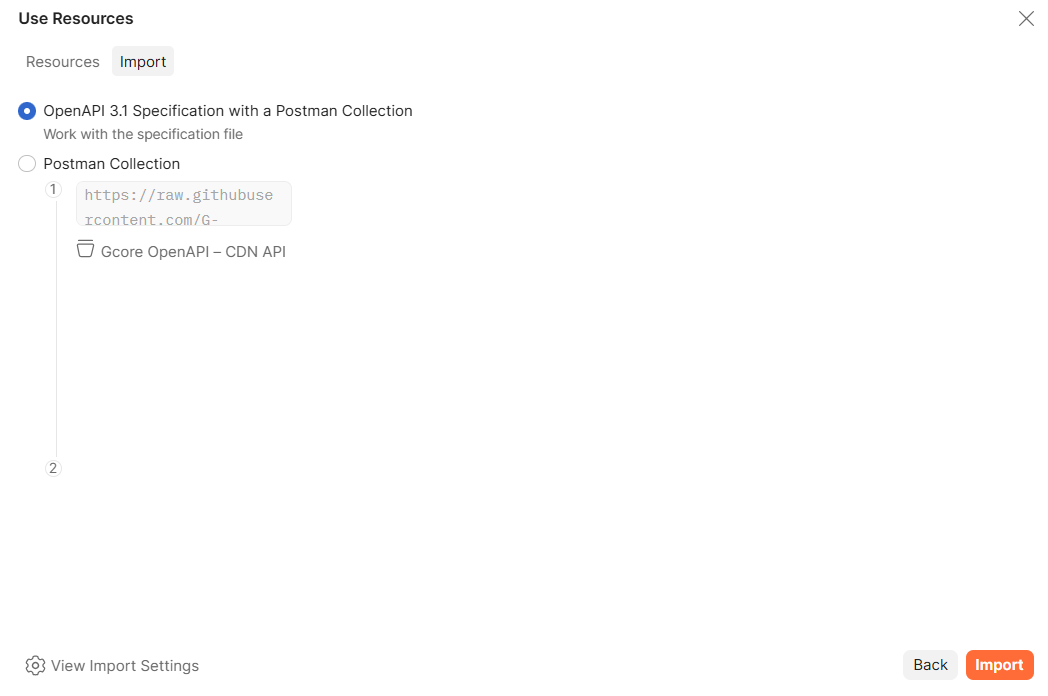 Use Resources
Resources
Import
OpenAPI 3.1 Specification with a Postman Collection
Work with the specification file
Postman Collection
1
https://raw.githubuse
rcontent.com/G-
Gcore OpenAPI – CDN API
2
View Import Settings
Back
Import